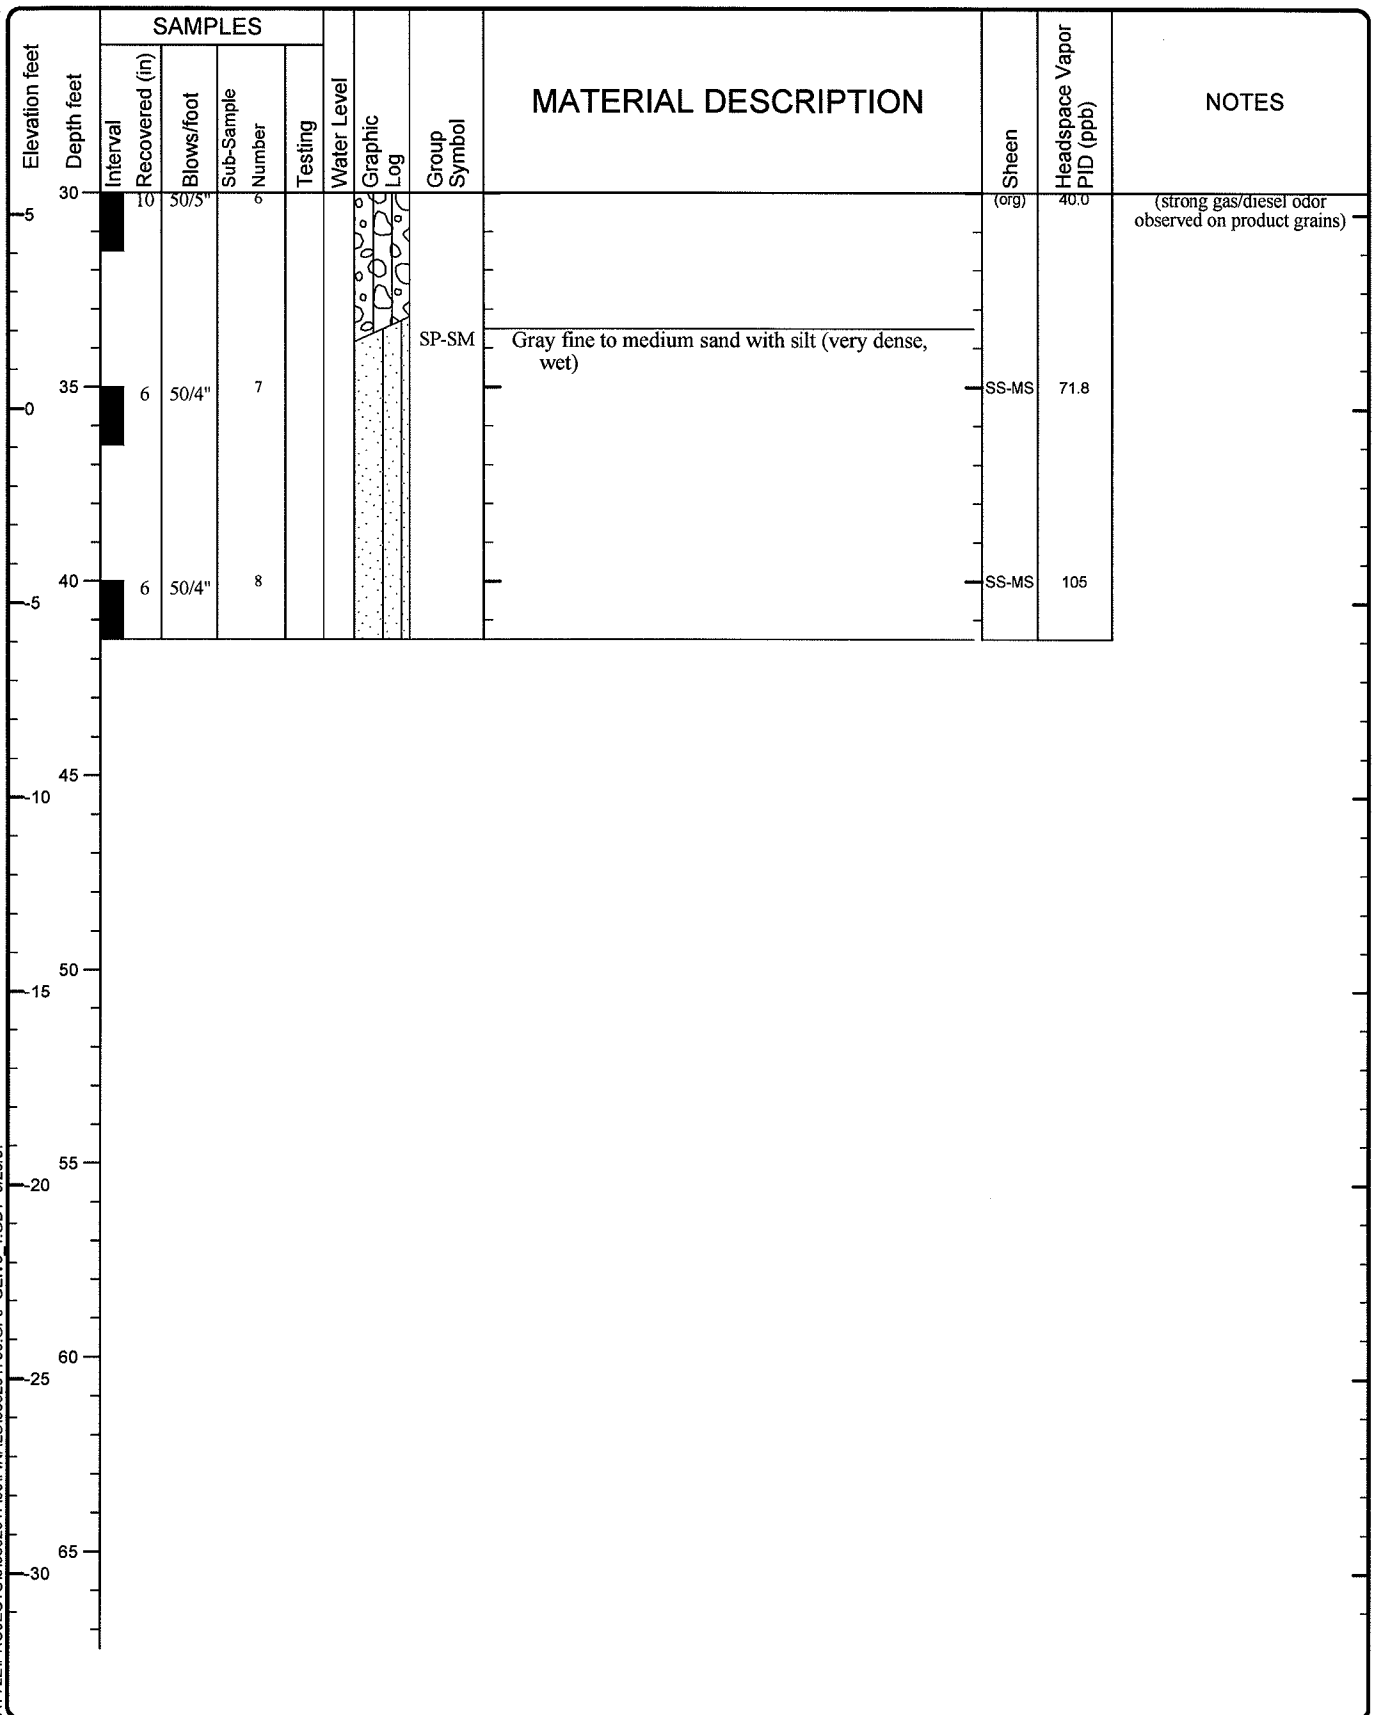 SAMPLES
Elevation feet
Depth feet
Interval
Recovered (in)
Blows/foot
Sub-Sample
Number
Testing
Water Level
Graphic
Log
Group
Symbol
MATERIAL DESCRIPTION
Sheen
Headspace Vapor
PID (ppb)
NOTES
30 10 50/5" 6 (org) 40.0 (strong gas/diesel odor
observed on product grains)
5
SP-SM Gray fine to medium sand with silt (very dense,
wet)
35 6 50/4" 7 SS-MS 71.8
0
40 6 50/4" 8 SS-MS 105
-5
45
-10
50
-15
55
-20
60
-25
65
-30